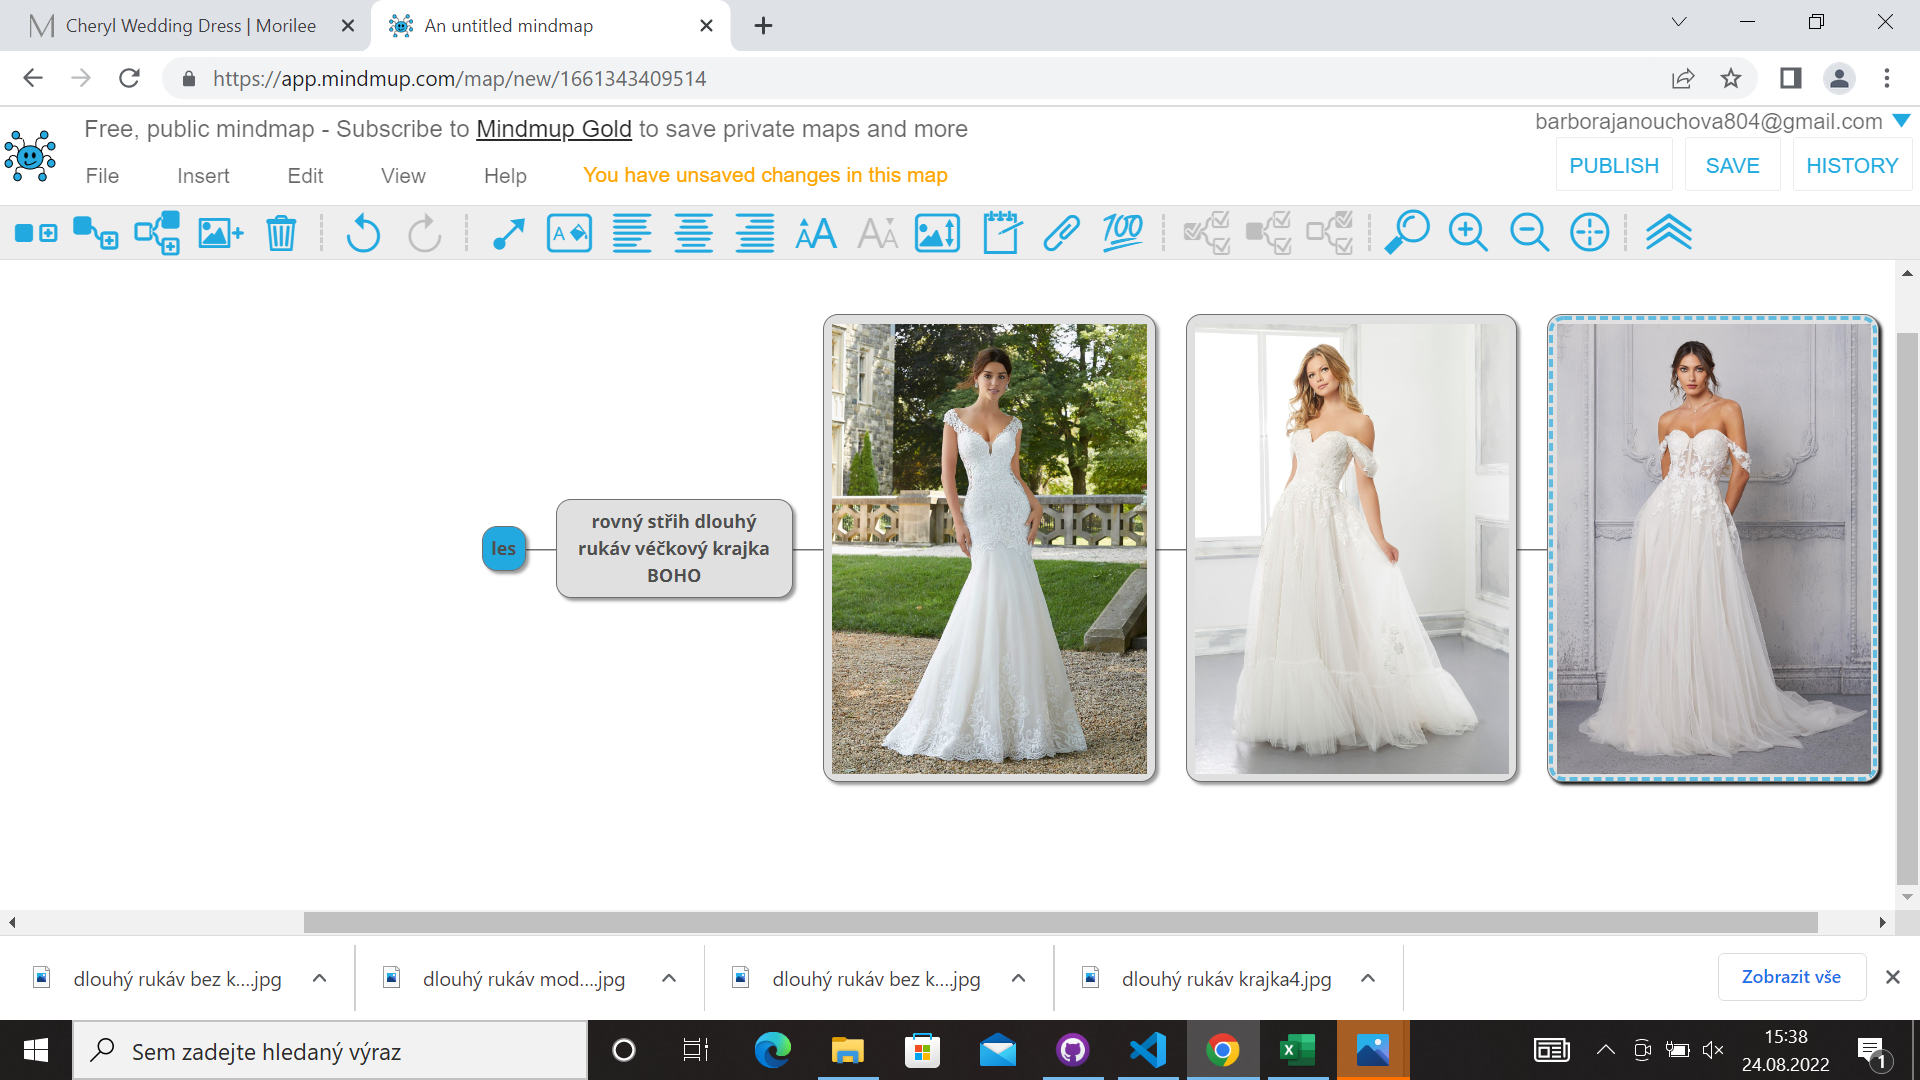 Cheryl Wedding Dress | Morilee
An untitled mindmap
https://app.mindmup.com/map/new/1661343409514
Free, public mindmap - Subscribe to Mindmup Gold to save private maps and more
barborajanouchova804@gmail.com
File Insert Edit View Help You have unsaved changes in this map
PUBLISH SAVE HISTORY
les
rovný střih dlouhý
rukáv véčkový krajka
BOHO
dlouhý rukáv bez k....jpg
dlouhý rukáv mod....jpg
dlouhý rukáv bez k....jpg
dlouhý rukáv krajka4.jpg
Zobrazit vše
Sem zadejte hledaný výraz
15:38
24.08.2022
1